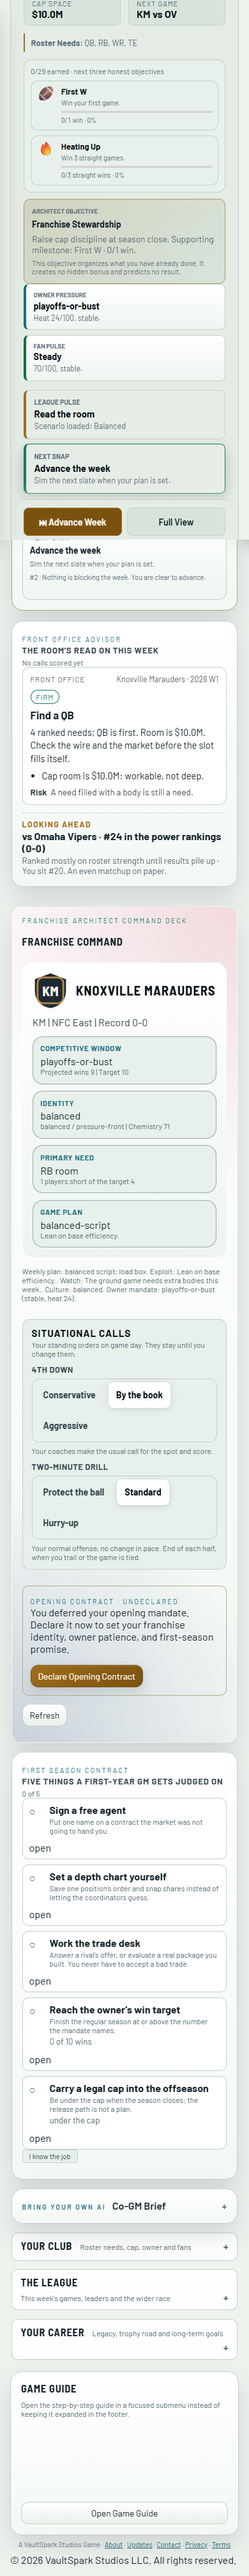 CAP SPACE
$10.0M
NEXT GAME
KM vs OV
Roster Needs: QB, RB, WR, TE
0/29 earned · next three honest objectives
First W
Win your first game.
0/1 win · 0%
Heating Up
Win 3 straight games.
0/3 straight wins · 0%
ARCHITECT OBJECTIVE
Franchise Stewardship
Raise cap discipline at season close. Supporting
milestone: First W · 0/1 win.
This objective organizes what you have already done. It
creates no hidden bonus and predicts no result.
OWNER PRESSURE
playoffs-or-bust
Heat 24/100, stable.
FAN PULSE
Steady
70/100, stable.
LEAGUE PULSE
Read the room
Scenario loaded: Balanced
NEXT SNAP
Advance the week
Sim the next slate when your plan is set.
⏭ Advance Week
Full View
Advance the week
Sim the next slate when your plan is set.
#2 · Nothing is blocking the week. You are clear to advance.
FRONT OFFICE ADVISOR
THE ROOM'S READ ON THIS WEEK
No calls scored yet
FRONT OFFICE
Knoxville Marauders · 2026 W1
FIRM
Find a QB
4 ranked needs; QB is first. Room is $10.0M.
Check the wire and the market before the slot
fills itself.
• Cap room is $10.0M: workable, not deep.
Risk A need filled with a body is still a need.
LOOKING AHEAD
vs Omaha Vipers · #24 in the power rankings
(0-0)
Ranked mostly on roster strength until results pile up ·
You sit #20. An even matchup on paper.
FRANCHISE ARCHITECT COMMAND DECK
FRANCHISE COMMAND
KM
KNOXVILLE MARAUDERS
KM | NFC East | Record 0-0
COMPETITIVE WINDOW
playoffs-or-bust
Projected wins 9 | Target 10
IDENTITY
balanced
balanced / pressure-front | Chemistry 71
PRIMARY NEED
RB room
1 players short of the target 4
GAME PLAN
balanced-script
Lean on base efficiency.
Weekly plan: balanced script; load box. Exploit: Lean on base
efficiency.. Watch: The ground game needs extra bodies this
week.. Culture: balanced. Owner mandate: playoffs-or-bust
(stable, heat 24).
SITUATIONAL CALLS
Your standing orders on game day. They stay until you
change them.
4TH DOWN
Conservative
By the book
Aggressive
Your coaches make the usual call for the spot and score.
TWO-MINUTE DRILL
Protect the ball
Standard
Hurry-up
Your normal offense, no change in pace. End of each half,
when you trail or the game is tied.
OPENING CONTRACT · UNDECLARED
You deferred your opening mandate.
Declare it now to set your franchise
identity, owner patience, and first-season
promise.
Declare Opening Contract
Refresh
FIRST SEASON CONTRACT
FIVE THINGS A FIRST-YEAR GM GETS JUDGED ON
0 of 5
Sign a free agent
Put one name on a contract the market was not
going to hand you.
open
Set a depth chart yourself
Save one position's order and snap shares instead of
letting the coordinators guess.
open
Work the trade desk
Answer a rival's offer, or evaluate a real package you
built. You never have to accept a bad trade.
open
Reach the owner's win target
Finish the regular season at or above the number
the mandate names.
0 of 10 wins
open
Carry a legal cap into the offseason
Be under the cap when the season closes; the
release path is not a plan.
under the cap
open
I know the job
BRING YOUR OWN AI Co-GM Brief +
YOUR CLUB Roster needs, cap, owner and fans +
THE LEAGUE
This week's games, leaders and the wider race +
YOUR CAREER Legacy, trophy road and long-term goals
+
GAME GUIDE
Open the step-by-step guide in a focused submenu instead of
keeping it expanded in the footer.
Open Game Guide
A VaultSpark Studios Game · About · Updates · Contact · Privacy · Terms
© 2026 VaultSpark Studios LLC. All rights reserved.